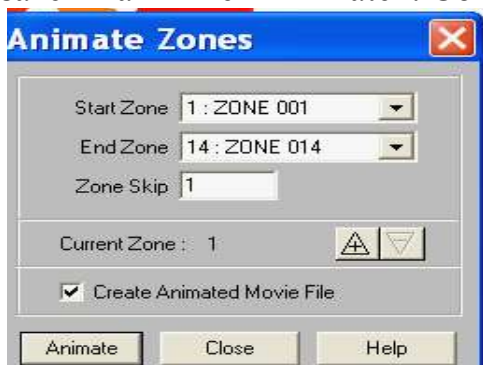 Animate Zones
Start Zone 1 : ZONE 001
End Zone 14 : ZONE 014
Zone Skip 1
Current Zone : 1
Create Animated Movie File
Animate Close Help